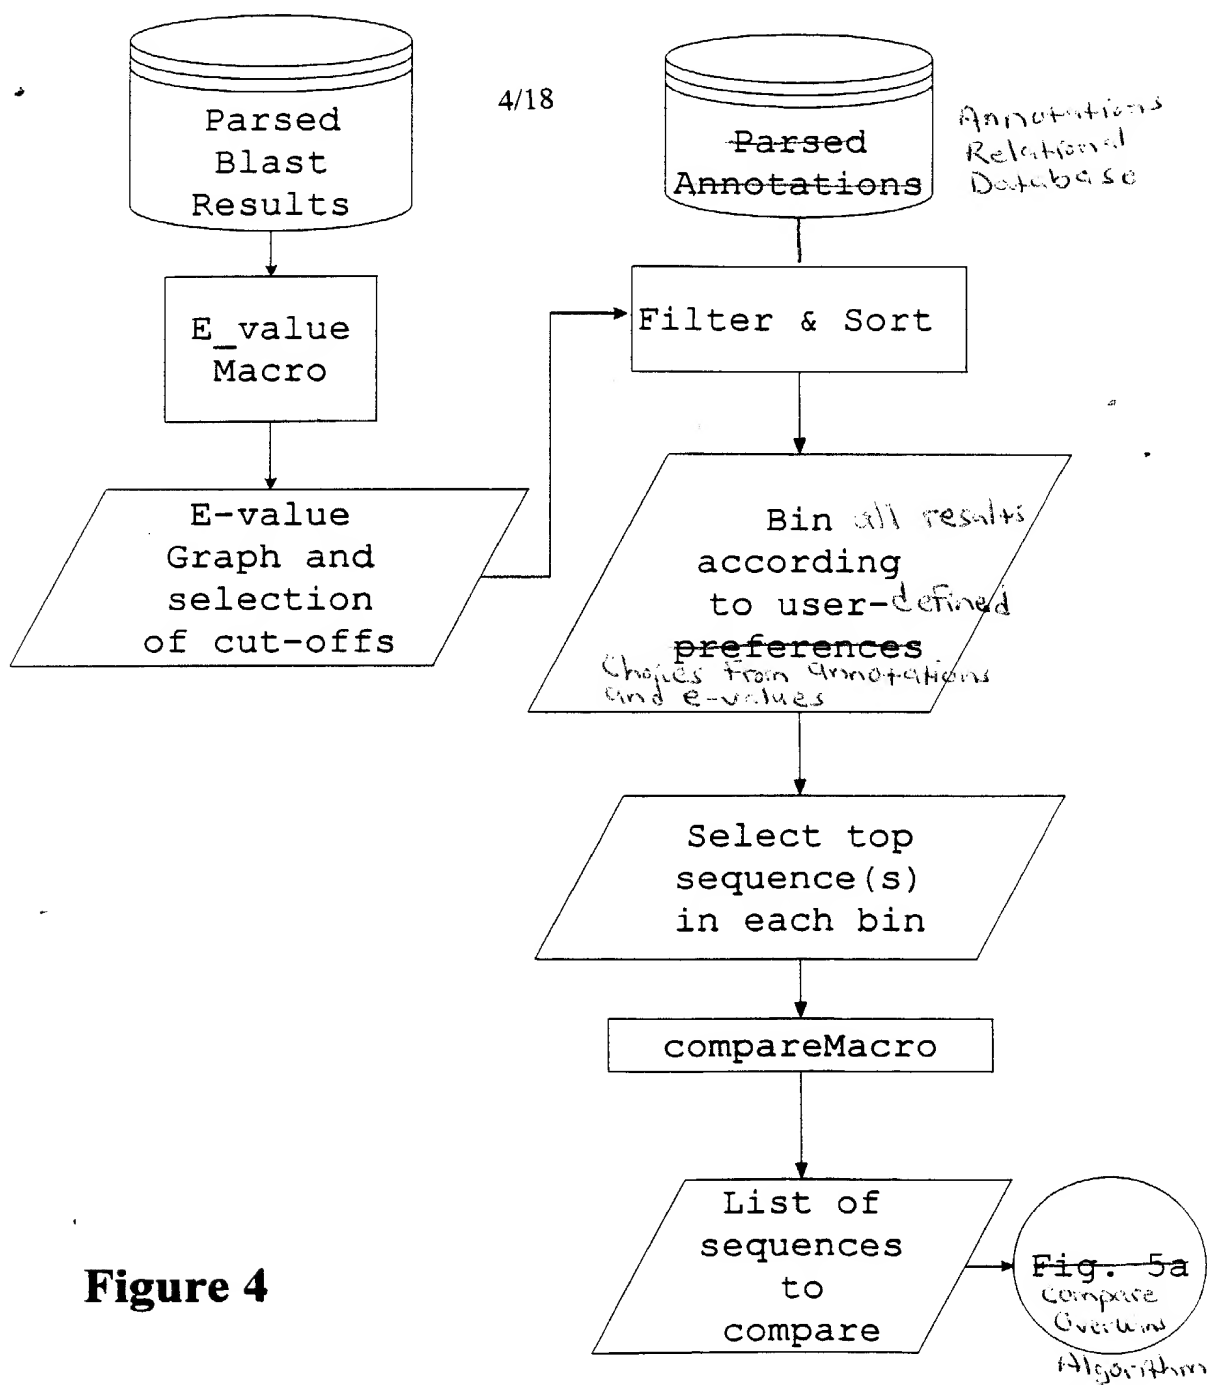 4/18
Parsed
Blast
Results
E_value
Macro
E-value
Graph and
selection
of cut-offs
Parsed
Annotations
Annotations
Relational
Database
Filter & Sort
Bin all results
according
to user-defined
preferences
Choices from annotations
and e-values
Select top
sequence(s)
in each bin
compareMacro
List of
sequences
to
compare
Fig. 5a
Compare
Algorithm
Figure 4